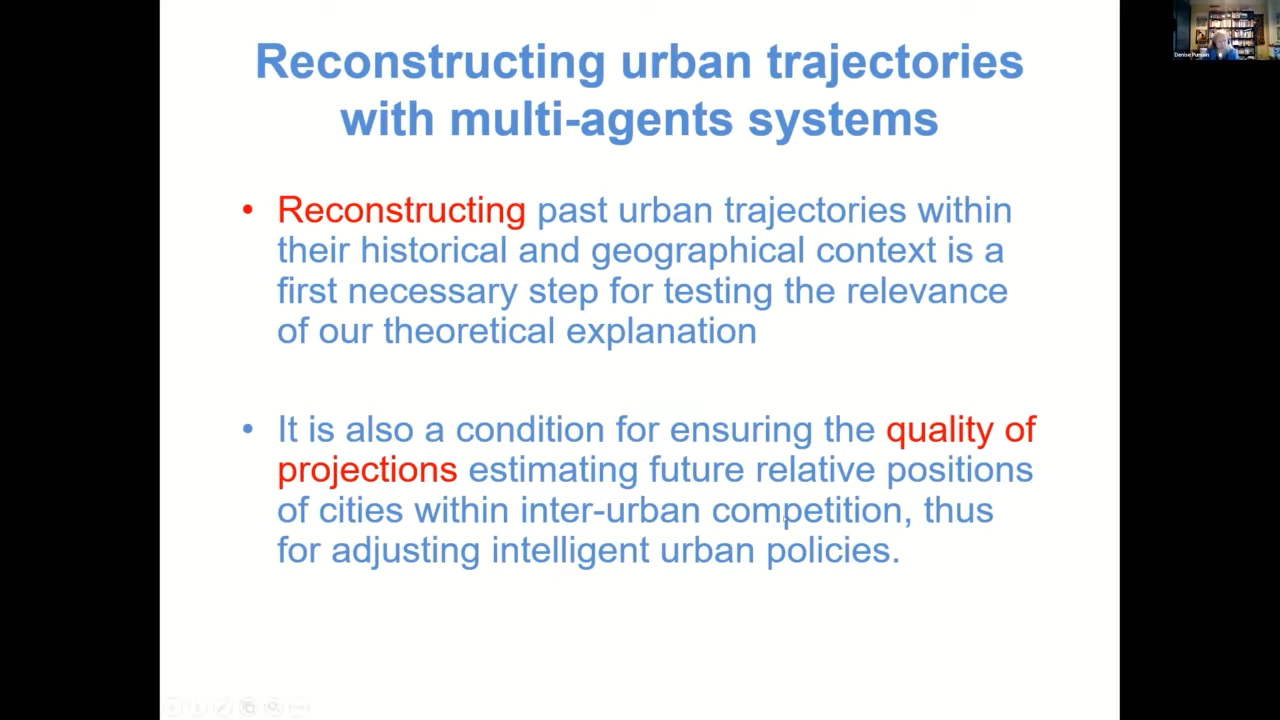 Reconstructing urban trajectories
with multi-agents systems
• Reconstructing past urban trajectories within
their historical and geographical context is a
first necessary step for testing the relevance
of our theoretical explanation
• It is also a condition for ensuring the quality of
projections estimating future relative positions
of cities within inter-urban competition, thus
for adjusting intelligent urban policies.
Denise Pumain